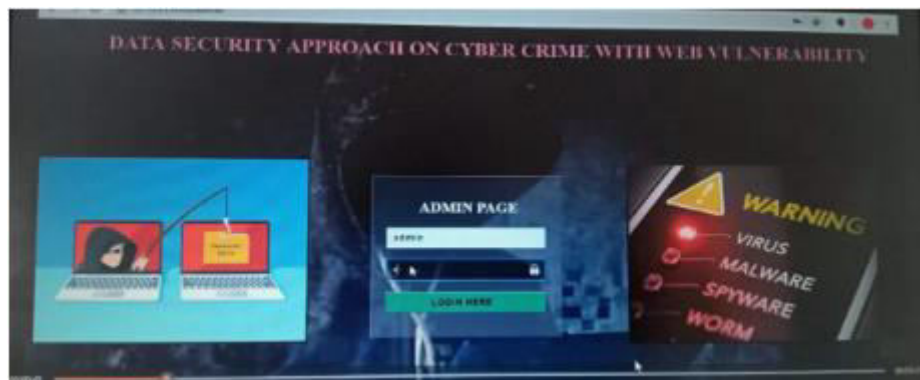 DATA SECURITY APPROACH ON CYBER CRIME WITH WEB VULNERABILITY
ADMIN PAGE
admin
LOGIN HERE
WARNING
VIRUS
MALWARE
SPYWARE
WORM